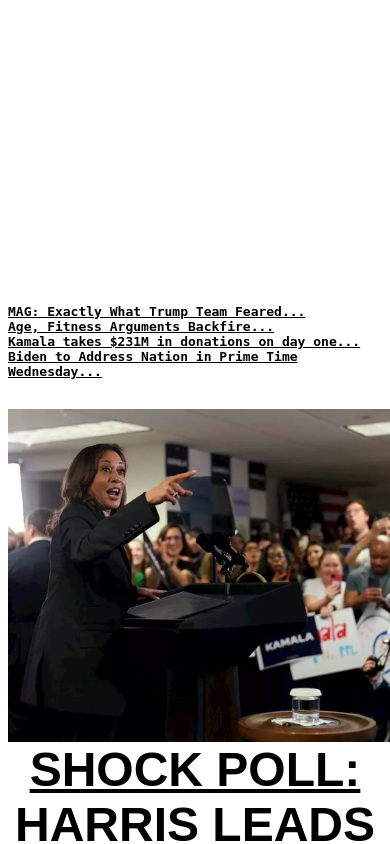 MAG: Exactly What Trump Team Feared...
Age, Fitness Arguments Backfire...
Kamala takes $231M in donations on day one...
Biden to Address Nation in Prime Time
Wednesday...
KAMALA
SHOCK POLL:
HARRIS LEADS